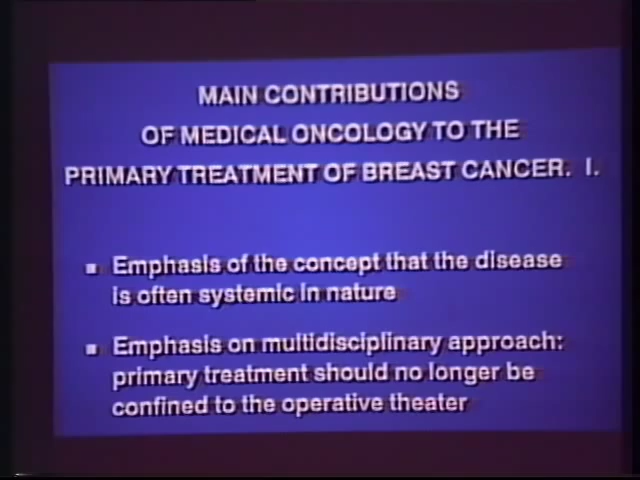 MAIN CONTRIBUTIONS
OF MEDICAL ONCOLOGY TO THE
PRIMARY TREATMENT OF BREAST CANCER. I.
▪ Emphasis of the concept that the disease
is often systemic in nature
▪ Emphasis on multidisciplinary approach:
primary treatment should no longer be
confined to the operative theater